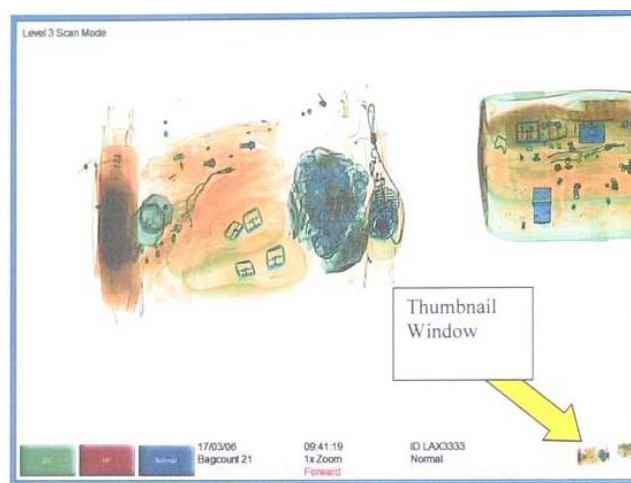 Level 3 Scan Mode
Thumbnail
Window
17/03/06
09:41:19
ID LAX3333
Bagcount 21
1x Zoom
Normal
Forward
HP
Normal